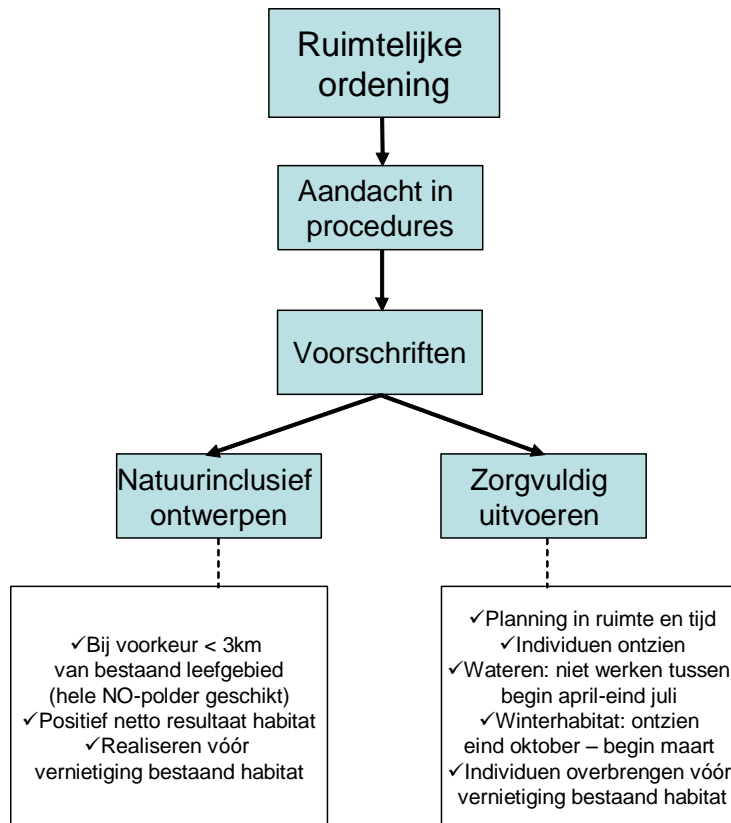 Ruimtelijke
ordening
Aandacht in
procedures
Voorschriften
Natuurinclusief
ontwerpen
Zorgvuldig
uitvoeren
✓Bij voorkeur < 3km
van bestaand leefgebied
(hele NO-polder geschikt)
✓Positief netto resultaat habitat
✓Realiseren vóór
vernietiging bestaand habitat
✓Planning in ruimte en tijd
✓Individuen ontzien
✓Wateren: niet werken tussen
begin april-eind juli
✓Winterhabitat: ontzien
eind oktober – begin maart
✓Individuen overbrengen vóór
vernietiging bestaand habitat